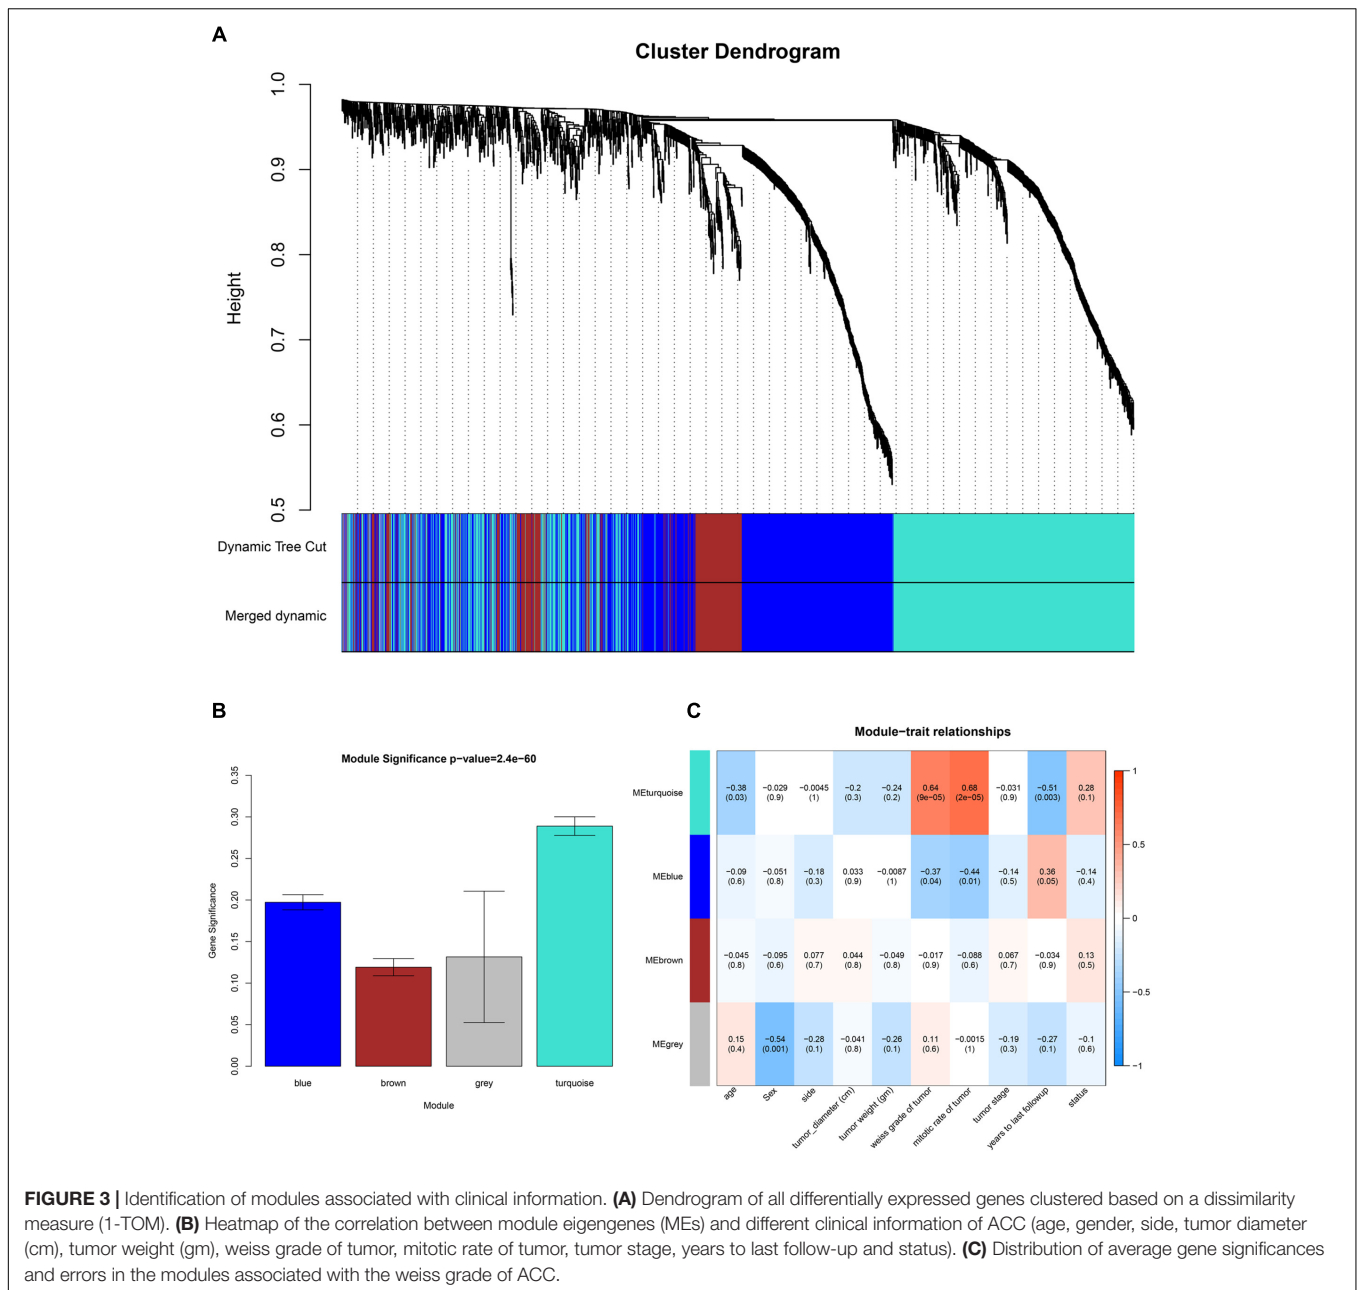 A
Cluster Dendrogram
1.0
0.9
0.8
0.7
0.6
0.5
Height
Dynamic Tree Cut
Merged dynamic
B
Module Significance p−value=2.4e−60
0.35
0.30
0.25
0.20
0.15
0.10
0.05
0.00
Gene Significance
blue brown grey turquoise
Module
C
Module−trait relationships
MEturquoise
−0.38 −0.029 −0.0045 −0.2 −0.24 0.64 0.68 −0.031 −0.51 0.28
(0.03) (0.9) (1) (0.3) (0.2) (9e−05) (2e−05) (0.9) (0.003) (0.1)
MEblue
−0.09 −0.051 −0.18 0.033 −0.0087 −0.37 −0.44 −0.14 0.36 −0.14
(0.6) (0.8) (0.3) (0.9) (1) (0.04) (0.01) (0.5) (0.05) (0.4)
MEbrown
−0.045 −0.095 0.077 0.044 −0.049 −0.017 −0.088 0.067 −0.034 0.13
(0.8) (0.6) (0.7) (0.8) (0.8) (0.9) (0.6) (0.7) (0.9) (0.5)
MEgrey
0.15 −0.54 −0.28 −0.041 −0.26 0.11 −0.0015 −0.19 −0.27 −0.1
(0.4) (0.001) (0.1) (0.8) (0.1) (0.6) (1) (0.3) (0.1) (0.6)
age
Sex
side
tumor_diameter (cm)
tumor weight (gm)
weiss grade of tumor
mitotic rate of tumor
tumor stage
years to last followup
status
1
0.5
0
−0.5
−1
FIGURE 3 | Identification of modules associated with clinical information. (A) Dendrogram of all differentially expressed genes clustered based on a dissimilarity
measure (1-TOM). (B) Heatmap of the correlation between module eigengenes (MEs) and different clinical information of ACC (age, gender, side, tumor diameter
(cm), tumor weight (gm), weiss grade of tumor, mitotic rate of tumor, tumor stage, years to last follow-up and status). (C) Distribution of average gene significances
and errors in the modules associated with the weiss grade of ACC.